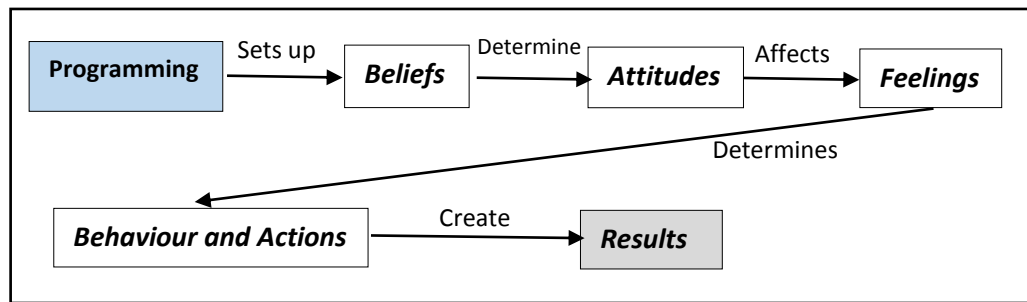 Programming
Sets up
Beliefs
Determine
Attitudes
Affects
Feelings
Determines
Behaviour and Actions
Create
Results